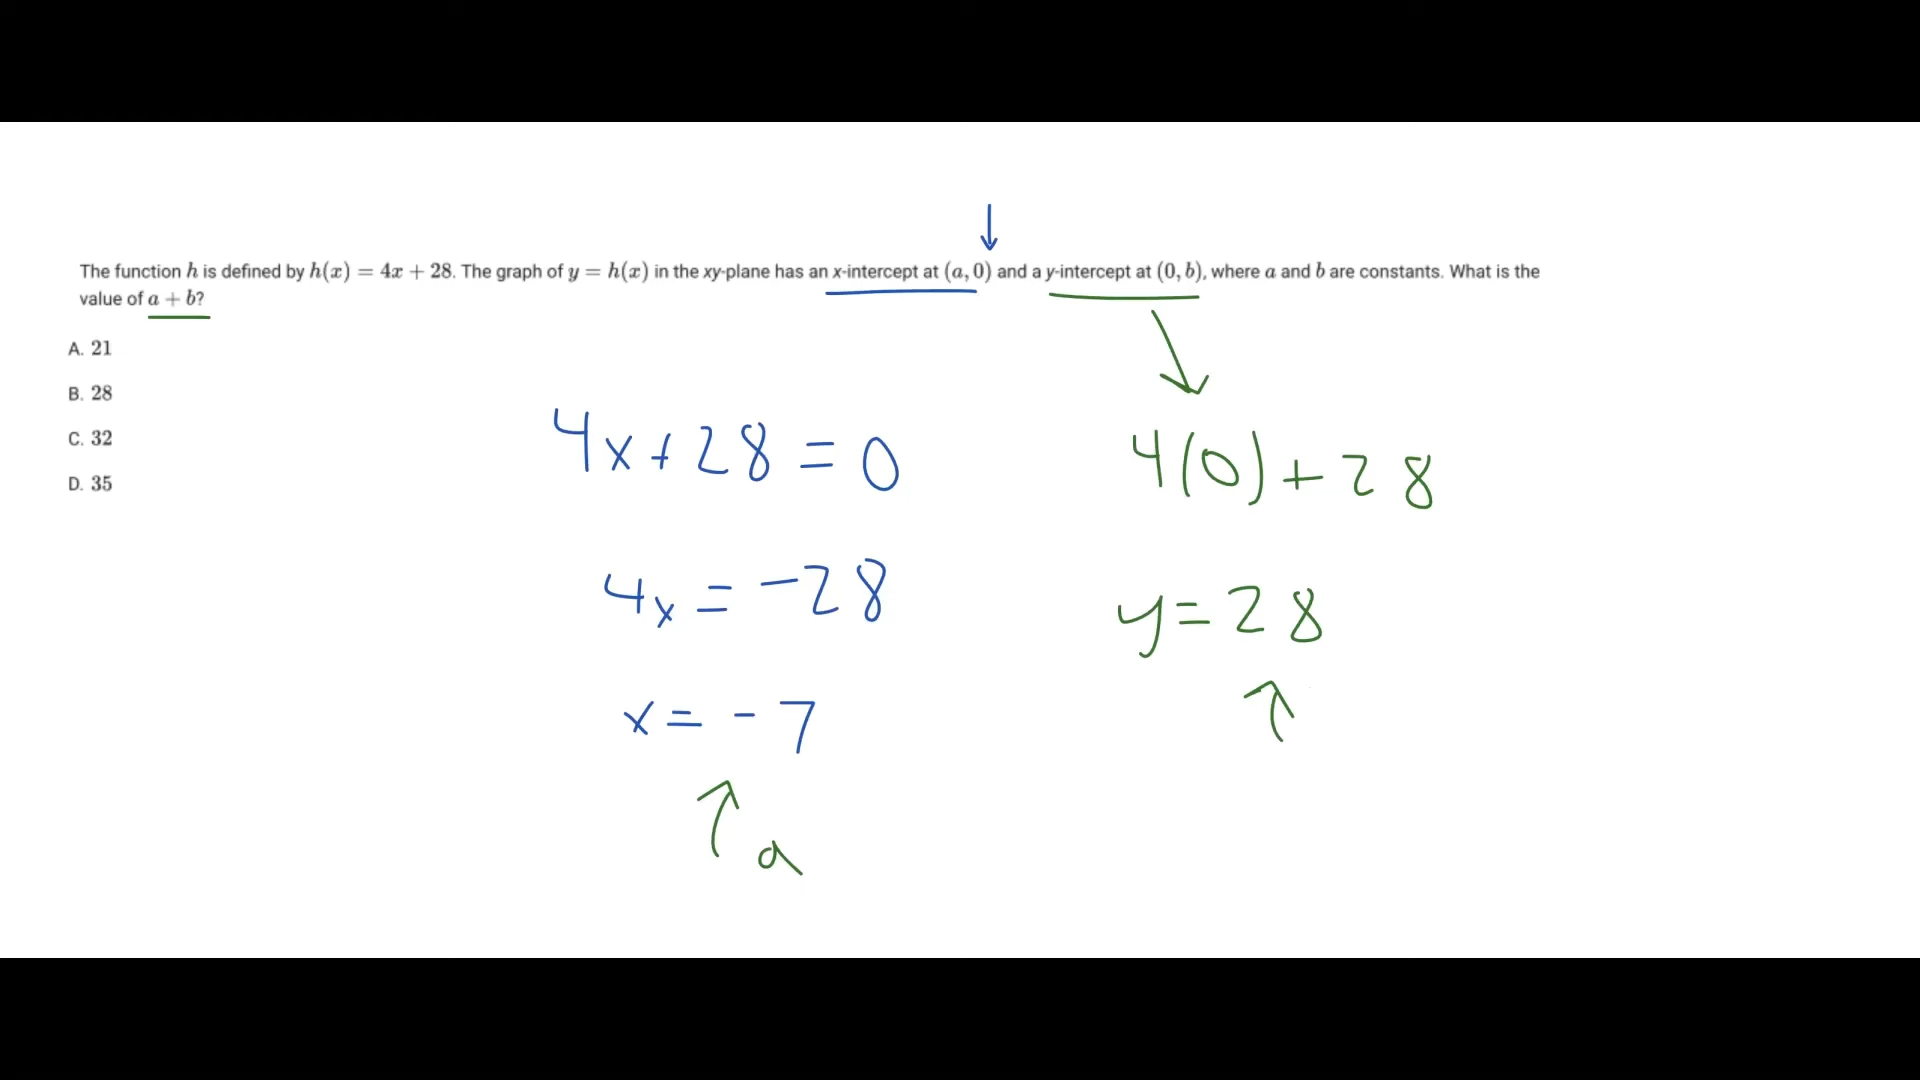 The function h is defined by h(x) = 4x + 28. The graph of y = h(x) in the xy-plane has an x-intercept at (a, 0) and a y-intercept at (0, b), where a and b are constants. What is the
value of a + b?
A. 21
B. 28
C. 32
D. 35
4x + 28 = 0
4x = -28
x = -7
a
4(0) + 28
y = 28